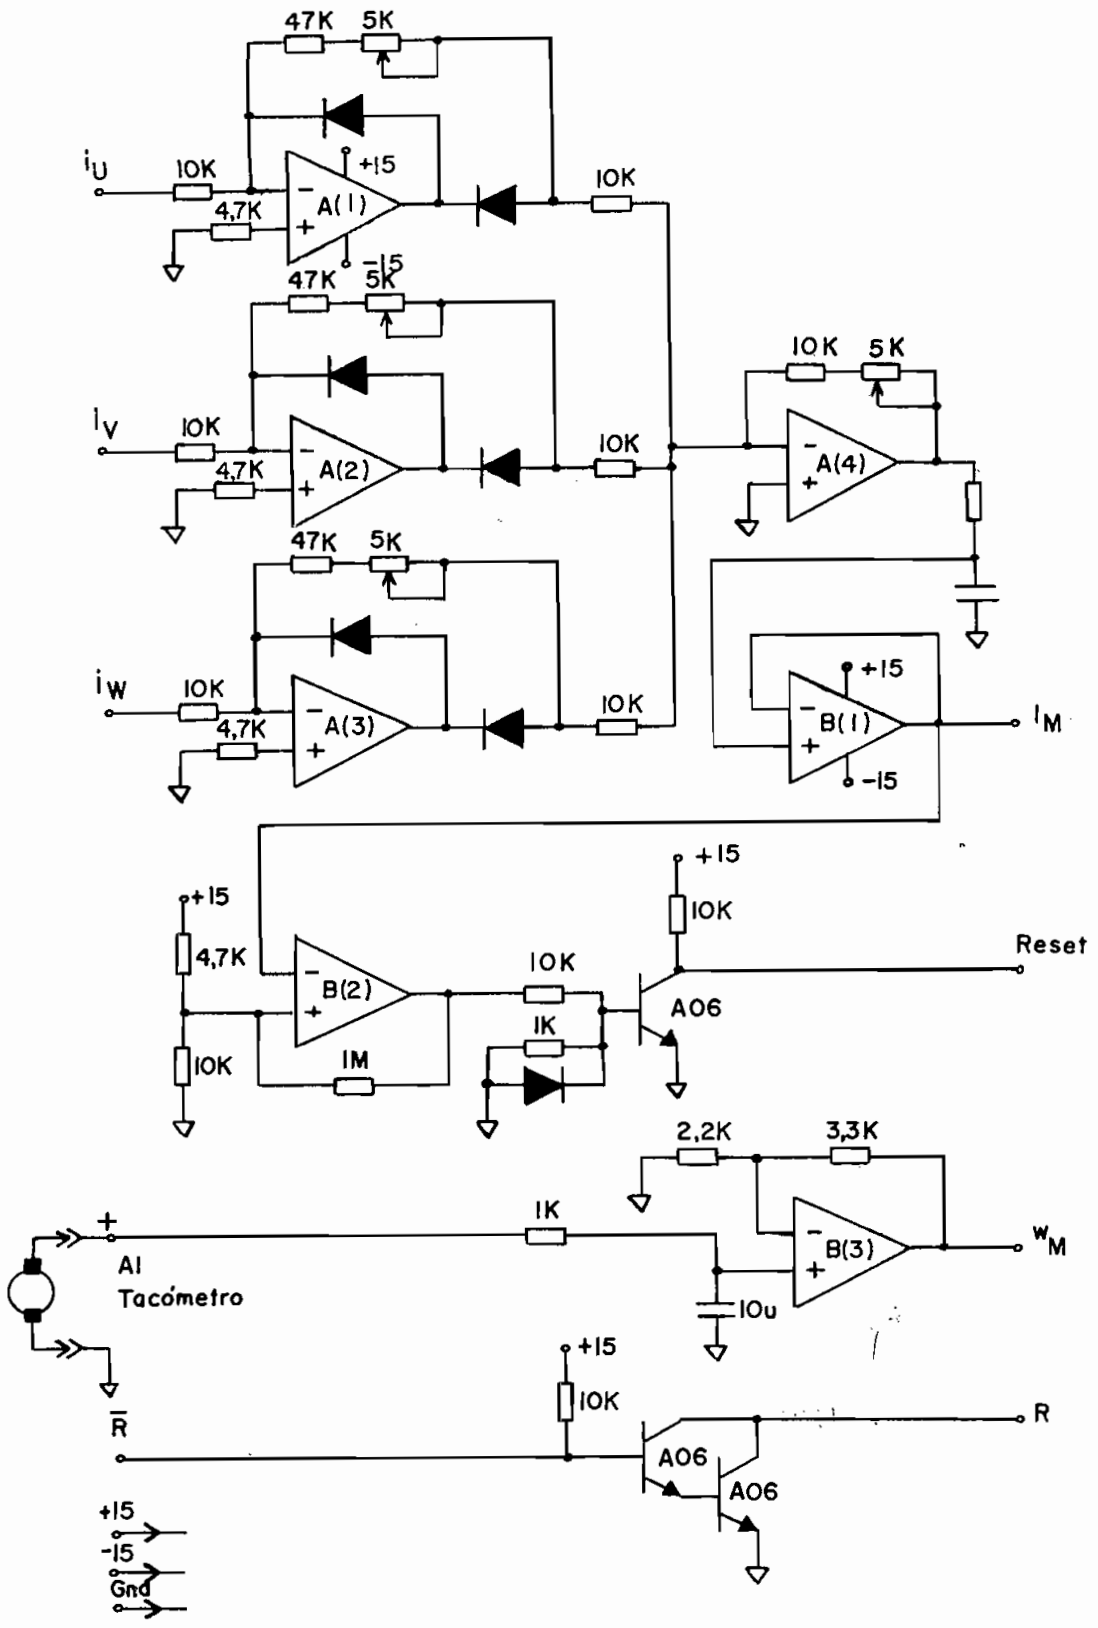 47K 5K
iU 10K
+15
A(1)
-
+
4,7K
-15
10K
47K 5K
iV 10K
A(2)
-
+
4,7K
10K
10K 5K
A(4)
-
+
47K 5K
iW 10K
A(3)
-
+
4,7K
10K
+15
B(1)
-
+
-15
IM
+15
4,7K
10K
B(2)
-
+
1M
10K
1K
+15
10K
A06
Reset
2,2K 3,3K
+
A1
Tacómetro
1K
10u
B(3)
-
+
wM
R̅
+15
10K
A06
A06
R
+15
-15
Gnd